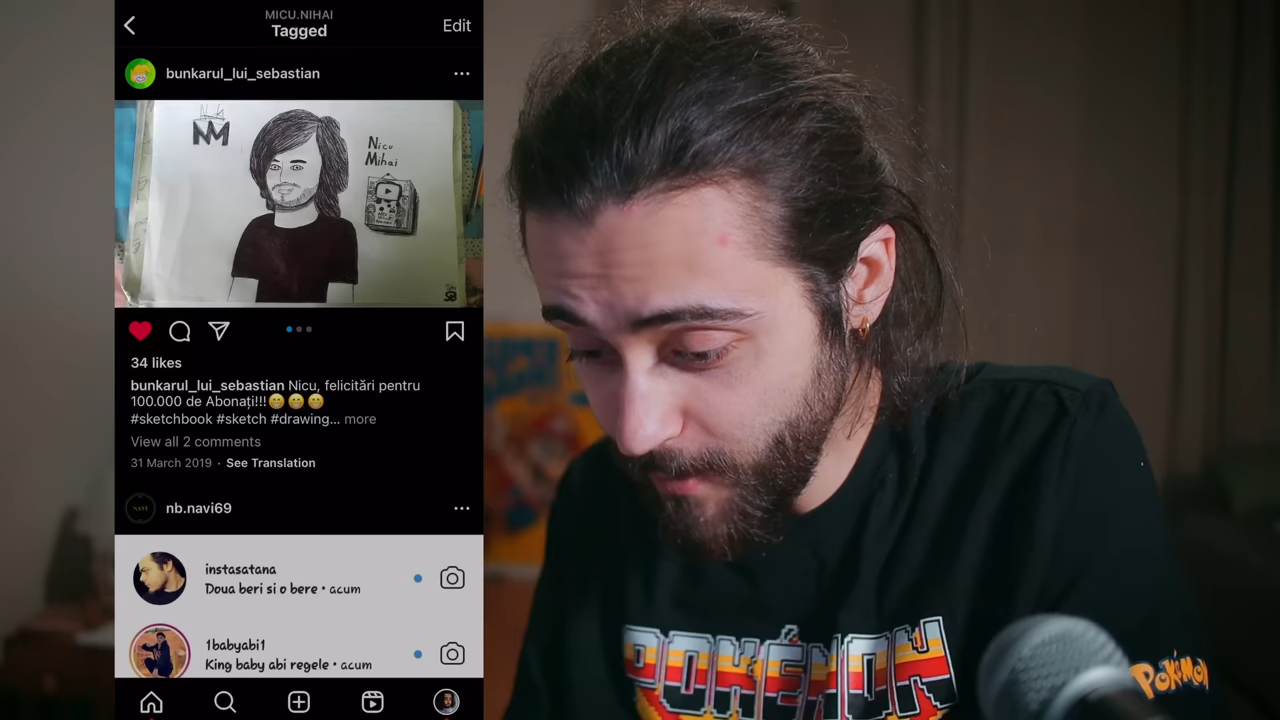 MICU.NIHAI
Tagged
Edit
bunkarul_lui_sebastian
NM
Nicu
Mihai
34 likes
bunkarul_lui_sebastian Nicu, felicitări pentru
100.000 de Abonați!!!😁😁😁
#sketchbook #sketch #drawing... more
View all 2 comments
31 March 2019 · See Translation
NAVI
nb.navi69
instasatana
Doua beri si o bere • acum
1babyabi1
King baby abi regele • acum
POKÉMON
POKéMON